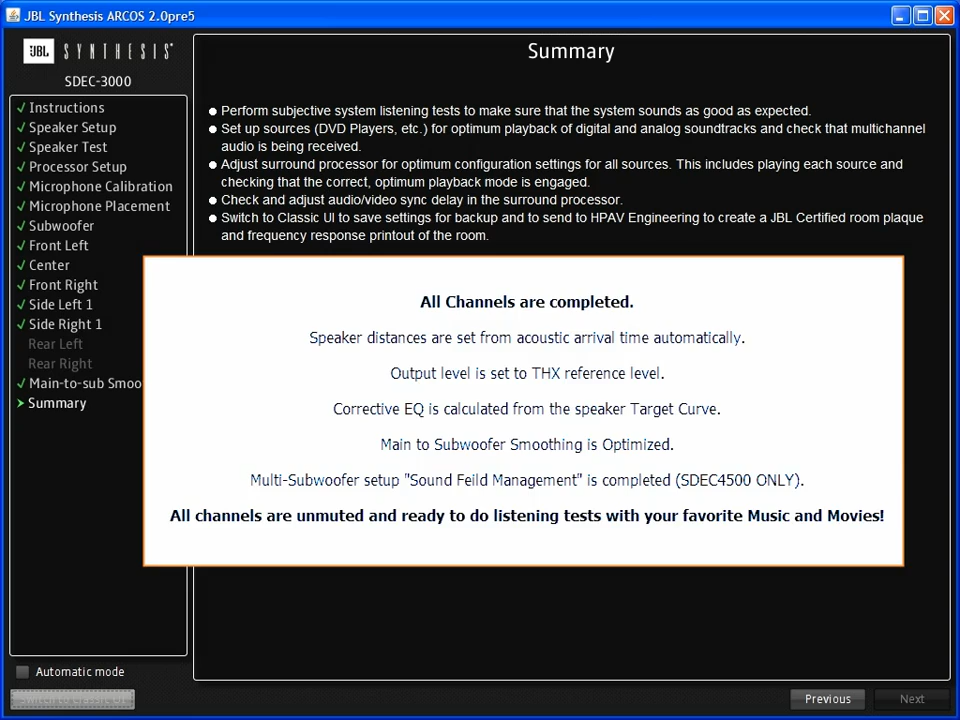 JBL Synthesis ARCOS 2.0pre5
JBL SYNTHESIS
SDEC-3000
Instructions
Speaker Setup
Speaker Test
Processor Setup
Microphone Calibration
Microphone Placement
Subwoofer
Front Left
Center
Front Right
Side Left 1
Side Right 1
Rear Left
Rear Right
Main-to-sub Smoo
Summary
Automatic mode
Switch to Classic UI
Summary
Perform subjective system listening tests to make sure that the system sounds as good as expected.
Set up sources (DVD Players, etc.) for optimum playback of digital and analog soundtracks and check that multichannel
audio is being received.
Adjust surround processor for optimum configuration settings for all sources. This includes playing each source and
checking that the correct, optimum playback mode is engaged.
Check and adjust audio/video sync delay in the surround processor.
Switch to Classic UI to save settings for backup and to send to HPAV Engineering to create a JBL Certified room plaque
and frequency response printout of the room.
All Channels are completed.
Speaker distances are set from acoustic arrival time automatically.
Output level is set to THX reference level.
Corrective EQ is calculated from the speaker Target Curve.
Main to Subwoofer Smoothing is Optimized.
Multi-Subwoofer setup "Sound Feild Management" is completed (SDEC4500 ONLY).
All channels are unmuted and ready to do listening tests with your favorite Music and Movies!
Previous
Next